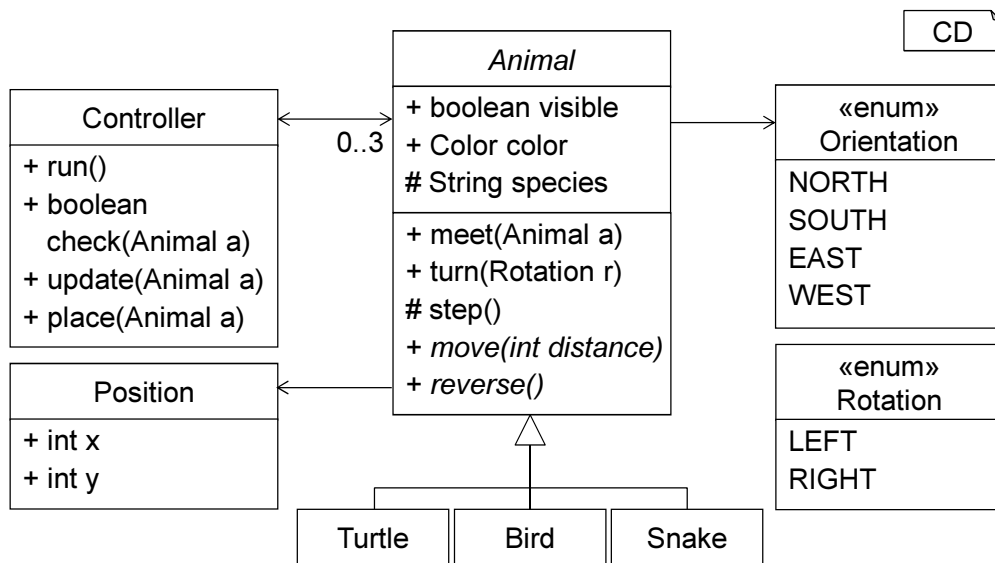 CD
Animal
+ boolean visible
+ Color color
# String species
+ meet(Animal a)
+ turn(Rotation r)
# step()
+ move(int distance)
+ reverse()
Controller
+ run()
+ boolean
check(Animal a)
+ update(Animal a)
+ place(Animal a)
0..3
«enum»
Orientation
NORTH
SOUTH
EAST
WEST
Position
+ int x
+ int y
«enum»
Rotation
LEFT
RIGHT
Turtle
Bird
Snake